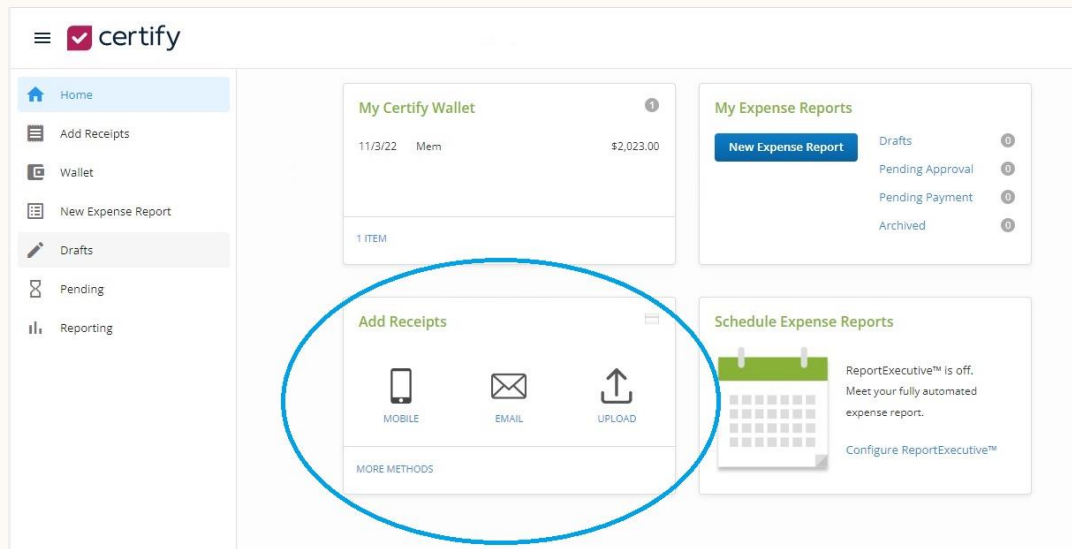 certify
Home
Add Receipts
Wallet
New Expense Report
Drafts
Pending
Reporting
My Certify Wallet 1
11/3/22 Mem $2,023.00
1 ITEM
My Expense Reports
New Expense Report
Drafts 0
Pending Approval 0
Pending Payment 0
Archived 0
Add Receipts
MOBILE EMAIL UPLOAD
MORE METHODS
Schedule Expense Reports
ReportExecutive™ is off.
Meet your fully automated
expense report.
Configure ReportExecutive™